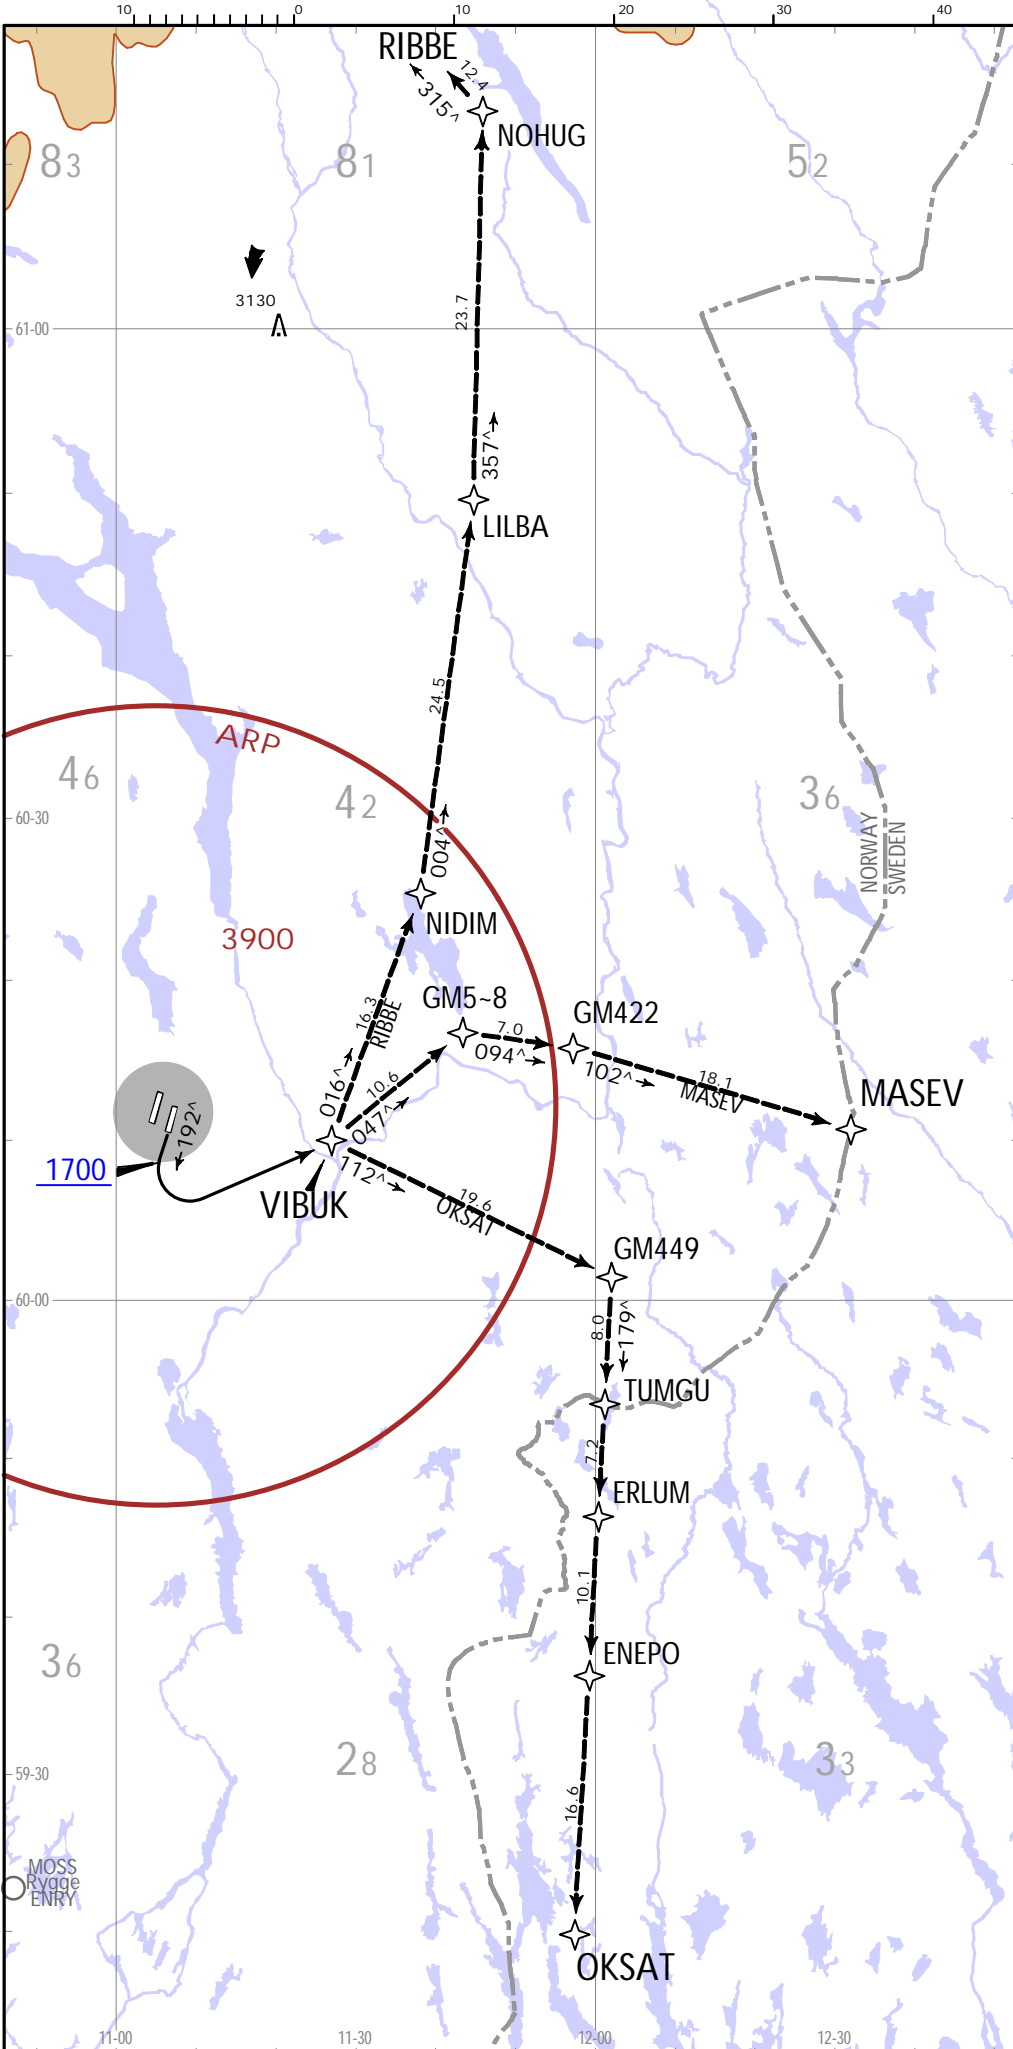 10 0 10 20 30 40
RIBBE
12.4
315^
NOHUG
83
81
52
3130
23.7
61-00
357^
LILBA
24.5
ARP
46
42
36
60-30
004^
NORWAY
SWEDEN
NIDIM
3900
GM5~8
GM422
16.3
RIBBE
7.0
094^
016^
10.6
047^
102^
18.1
MASEV
MASEV
192^
1700
VIBUK
112^
19.6
OKSAT
GM449
60-00
8.0
179^
TUMGU
7.2
ERLUM
10.1
ENEPO
36
28
33
59-30
16.6
MOSS
Rygge
ENRY
OKSAT
11-00
11-30
12-00
12-30